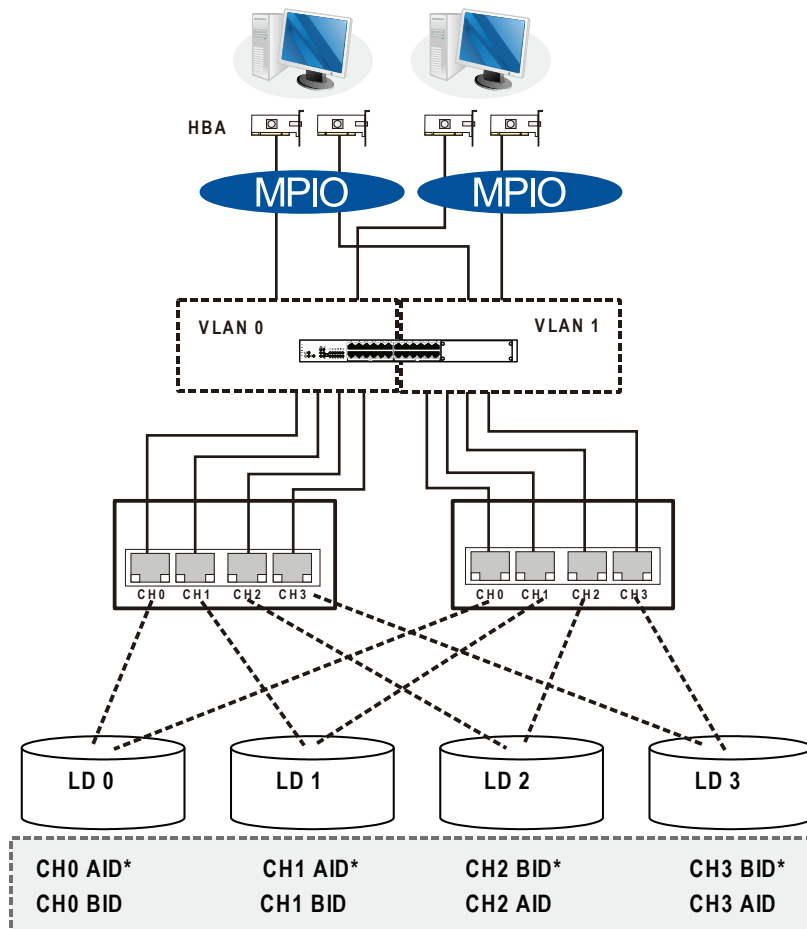 HBA
MPIO MPIO
VLAN 0 VLAN 1
CH0 CH1 CH2 CH3 CH0 CH1 CH2 CH3
LD 0 LD 1 LD 2 LD 3
CH0 AID* CH1 AID* CH2 BID* CH3 BID*
CH0 BID CH1 BID CH2 AID CH3 AID